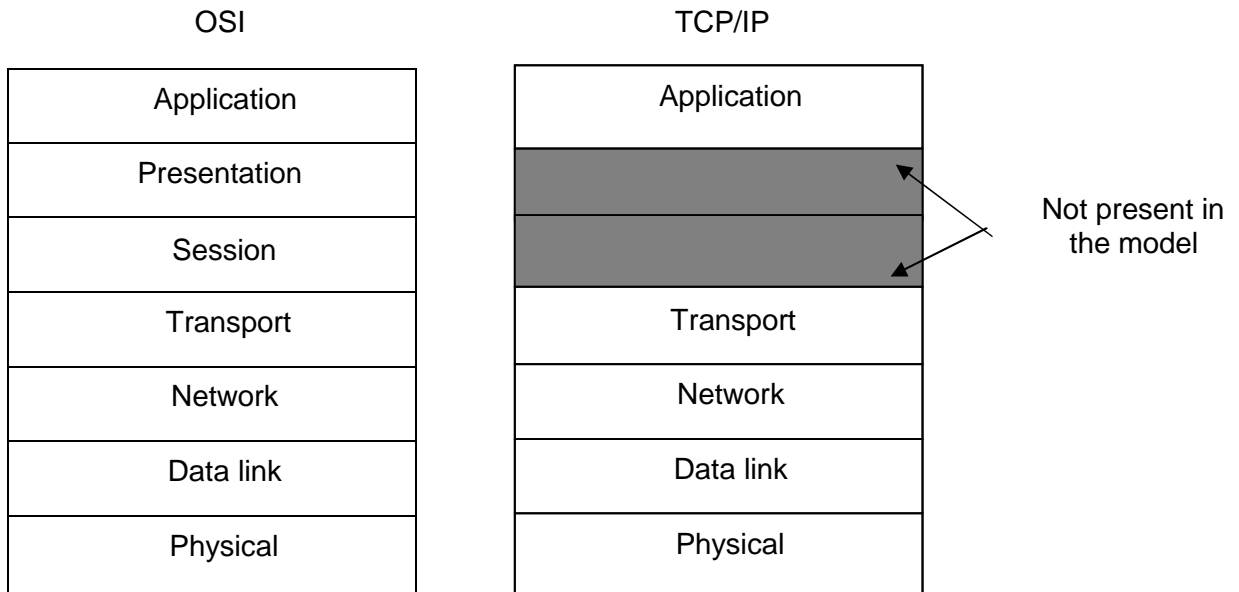 OSI
TCP/IP
Application
Presentation
Session
Transport
Network
Data link
Physical
Application
Transport
Network
Data link
Physical
Not present in
the model